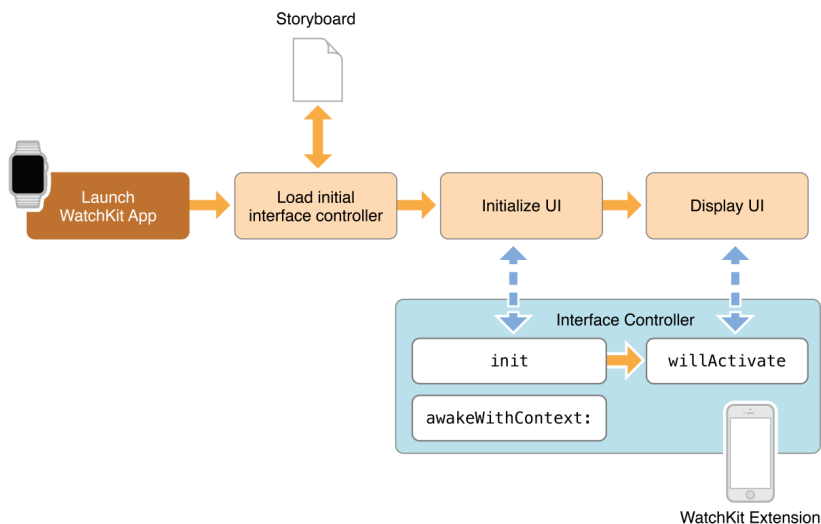 Storyboard
Launch
WatchKit App
Load initial
interface controller
Initialize UI
Display UI
Interface Controller
init
willActivate
awakeWithContext:
WatchKit Extension